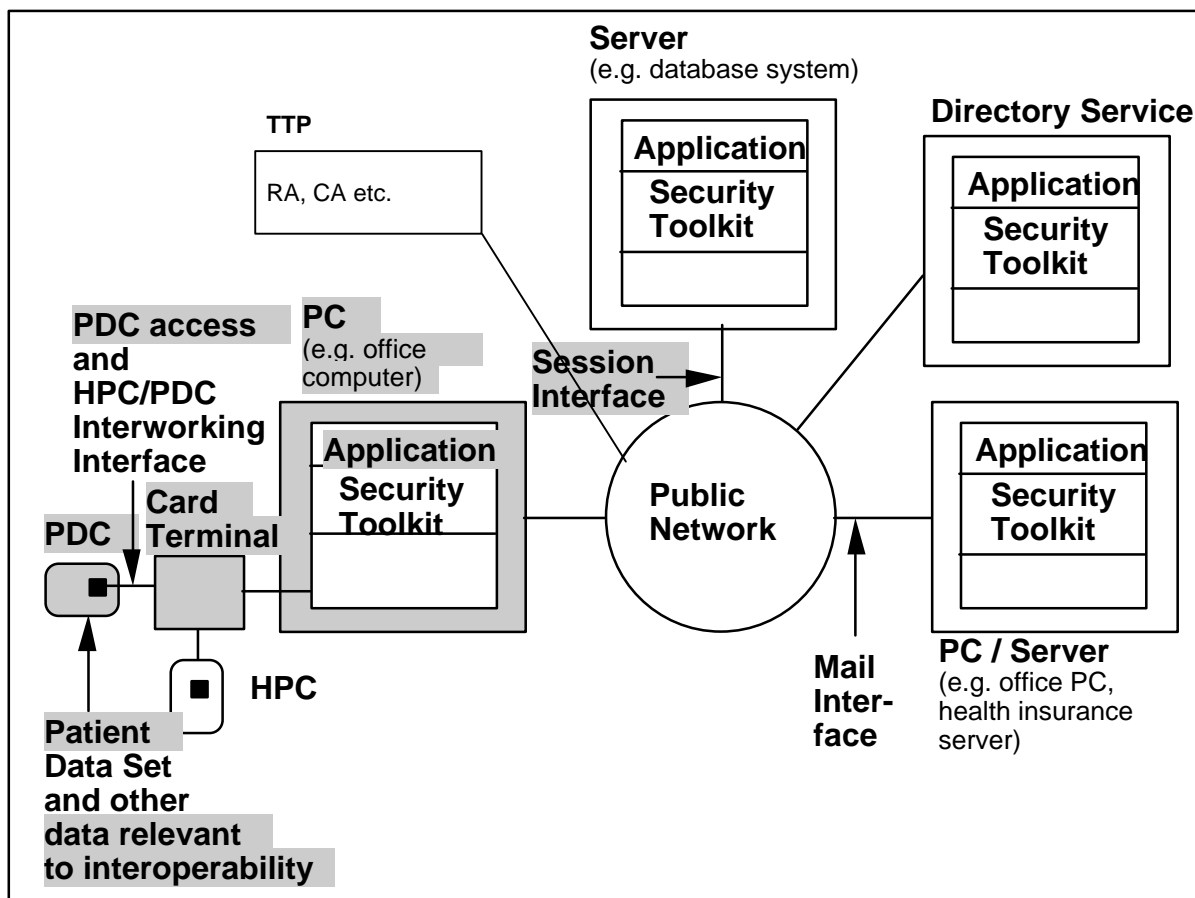 Server
(e.g. database system)
Application
Security
Toolkit
Directory Service
Application
Security
Toolkit
TTP
RA, CA etc.
PDC access
and
HPC/PDC
Interworking
Interface
PC
(e.g. office
computer)
Session
Interface
Application
Security
Toolkit
Public
Network
Application
Security
Toolkit
PDC
Card
Terminal
HPC
Patient
Data Set
and other
data relevant
to interoperability
Mail
Inter-
face
PC / Server
(e.g. office PC,
health insurance
server)